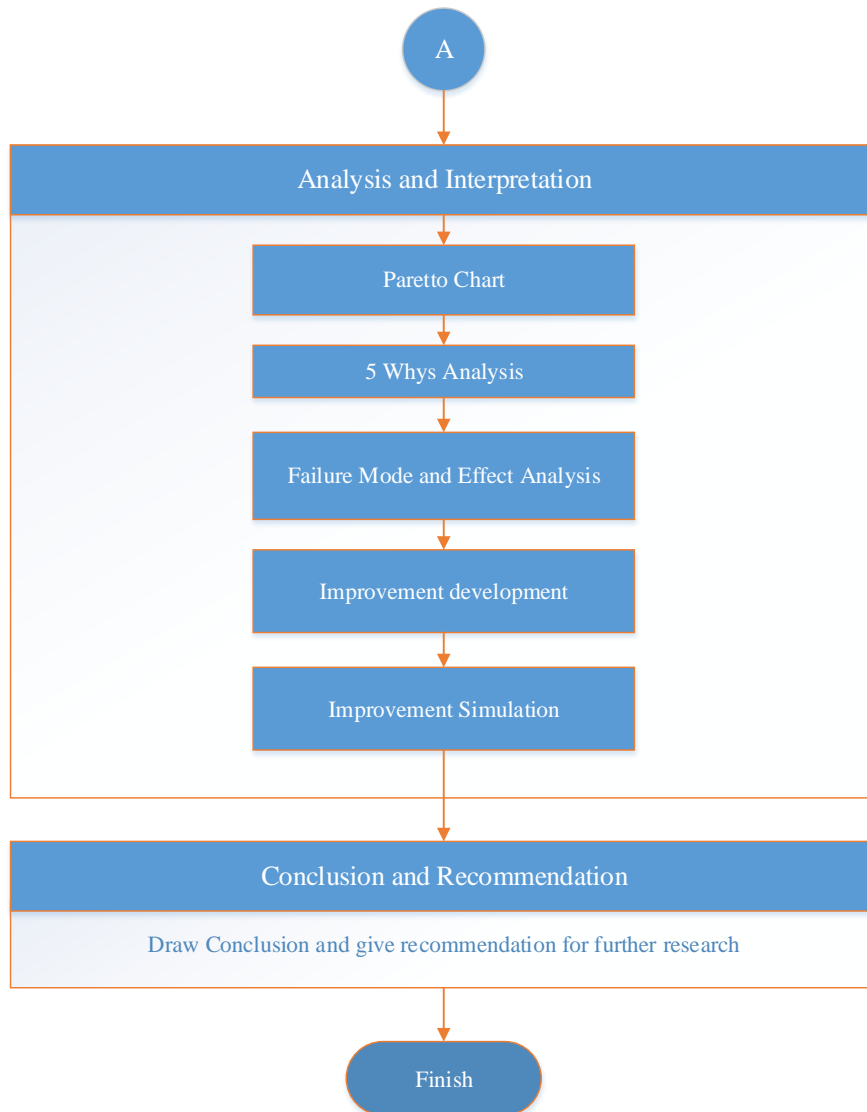 A
Analysis and Interpretation
Paretto Chart
5 Whys Analysis
Failure Mode and Effect Analysis
Improvement development
Improvement Simulation
Conclusion and Recommendation
Draw Conclusion and give recommendation for further research
Finish